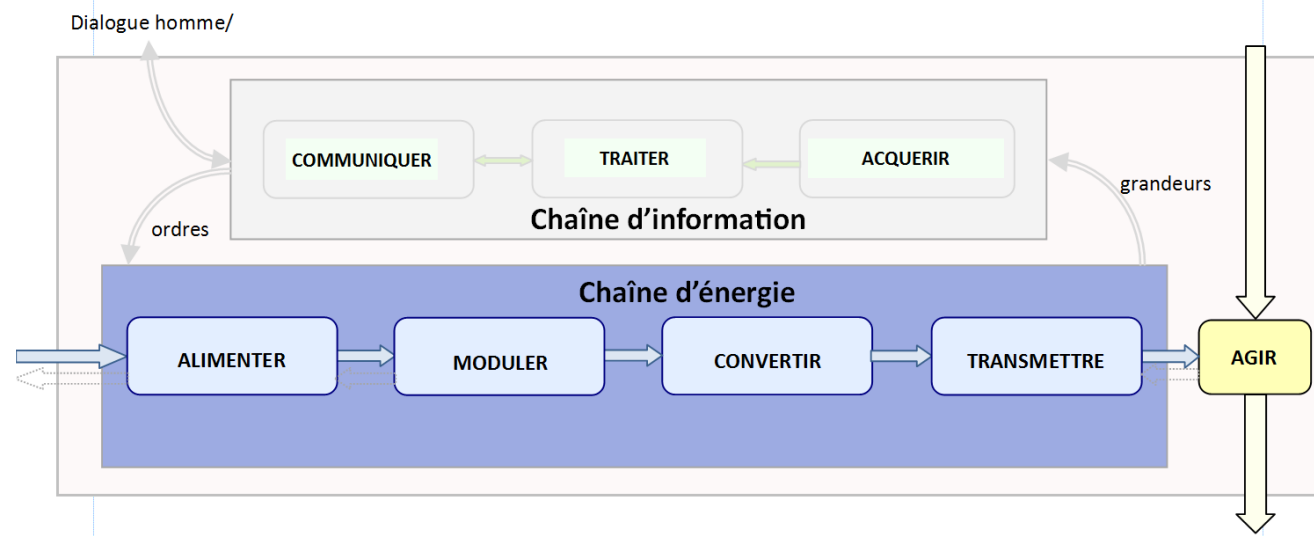 Dialogue homme/
COMMUNIQUER
TRAITER
ACQUERIR
grandeurs
Chaîne d'information
ordres
Chaîne d'énergie
ALIMENTER
MODULER
CONVERTIR
TRANSMETTRE
AGIR